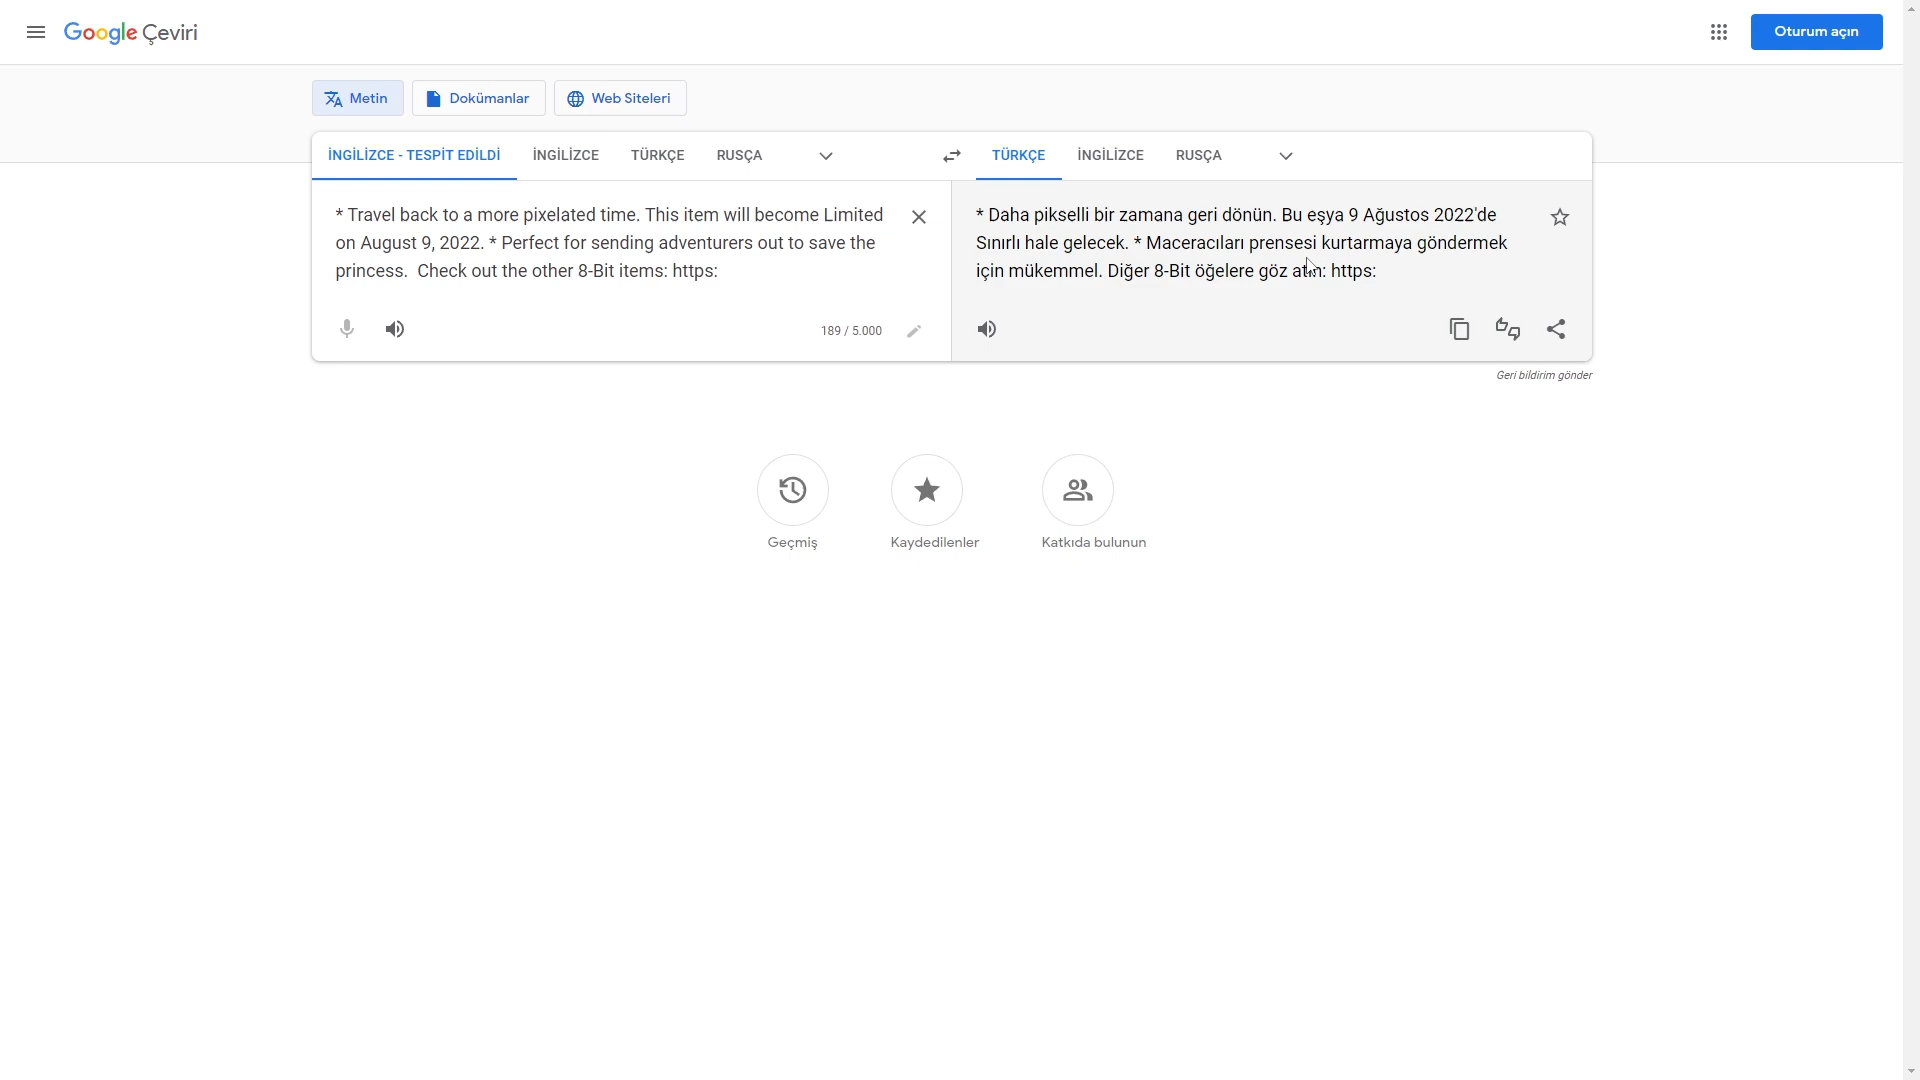 Google Çeviri
Oturum açın
Metin
Dokümanlar
Web Siteleri
İNGİLİZCE - TESPİT EDİLDİ
İNGİLİZCE
TÜRKÇE
RUSÇA
TÜRKÇE
İNGİLİZCE
RUSÇA
* Travel back to a more pixelated time. This item will become Limited
on August 9, 2022. * Perfect for sending adventurers out to save the
princess.  Check out the other 8-Bit items: https:
189 / 5.000
* Daha pikselli bir zamana geri dönün. Bu eşya 9 Ağustos 2022'de
Sınırlı hale gelecek. * Maceracıları prensesi kurtarmaya göndermek
için mükemmel. Diğer 8-Bit öğelere göz atın: https:
Geri bildirim gönder
Geçmiş
Kaydedilenler
Katkıda bulunun